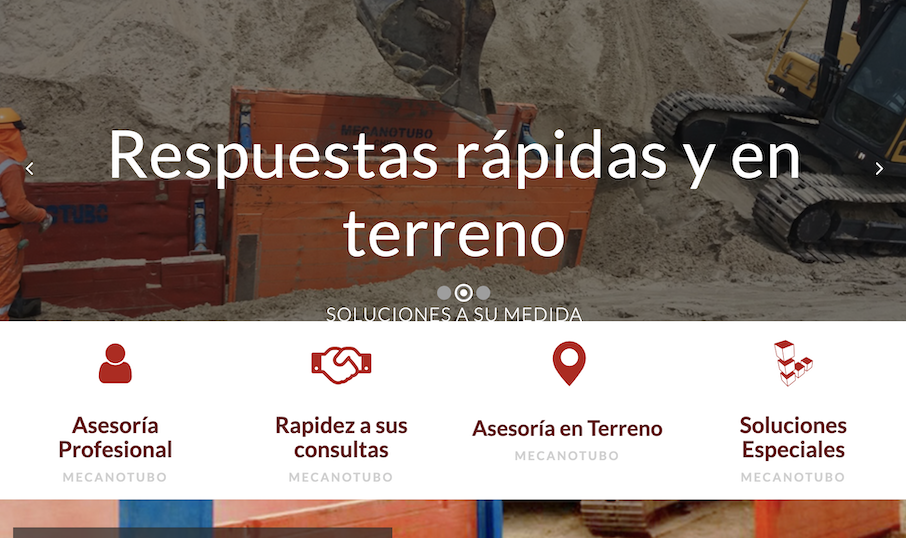 MECANOTUBO
Respuestas rápidas y en
terreno
NOTUBO
SOLUCIONES A SU MEDIDA
Asesoría
Profesional
MECANOTUBO
Rapidez a sus
consultas
MECANOTUBO
Asesoría en Terreno
MECANOTUBO
Soluciones
Especiales
MECANOTUBO